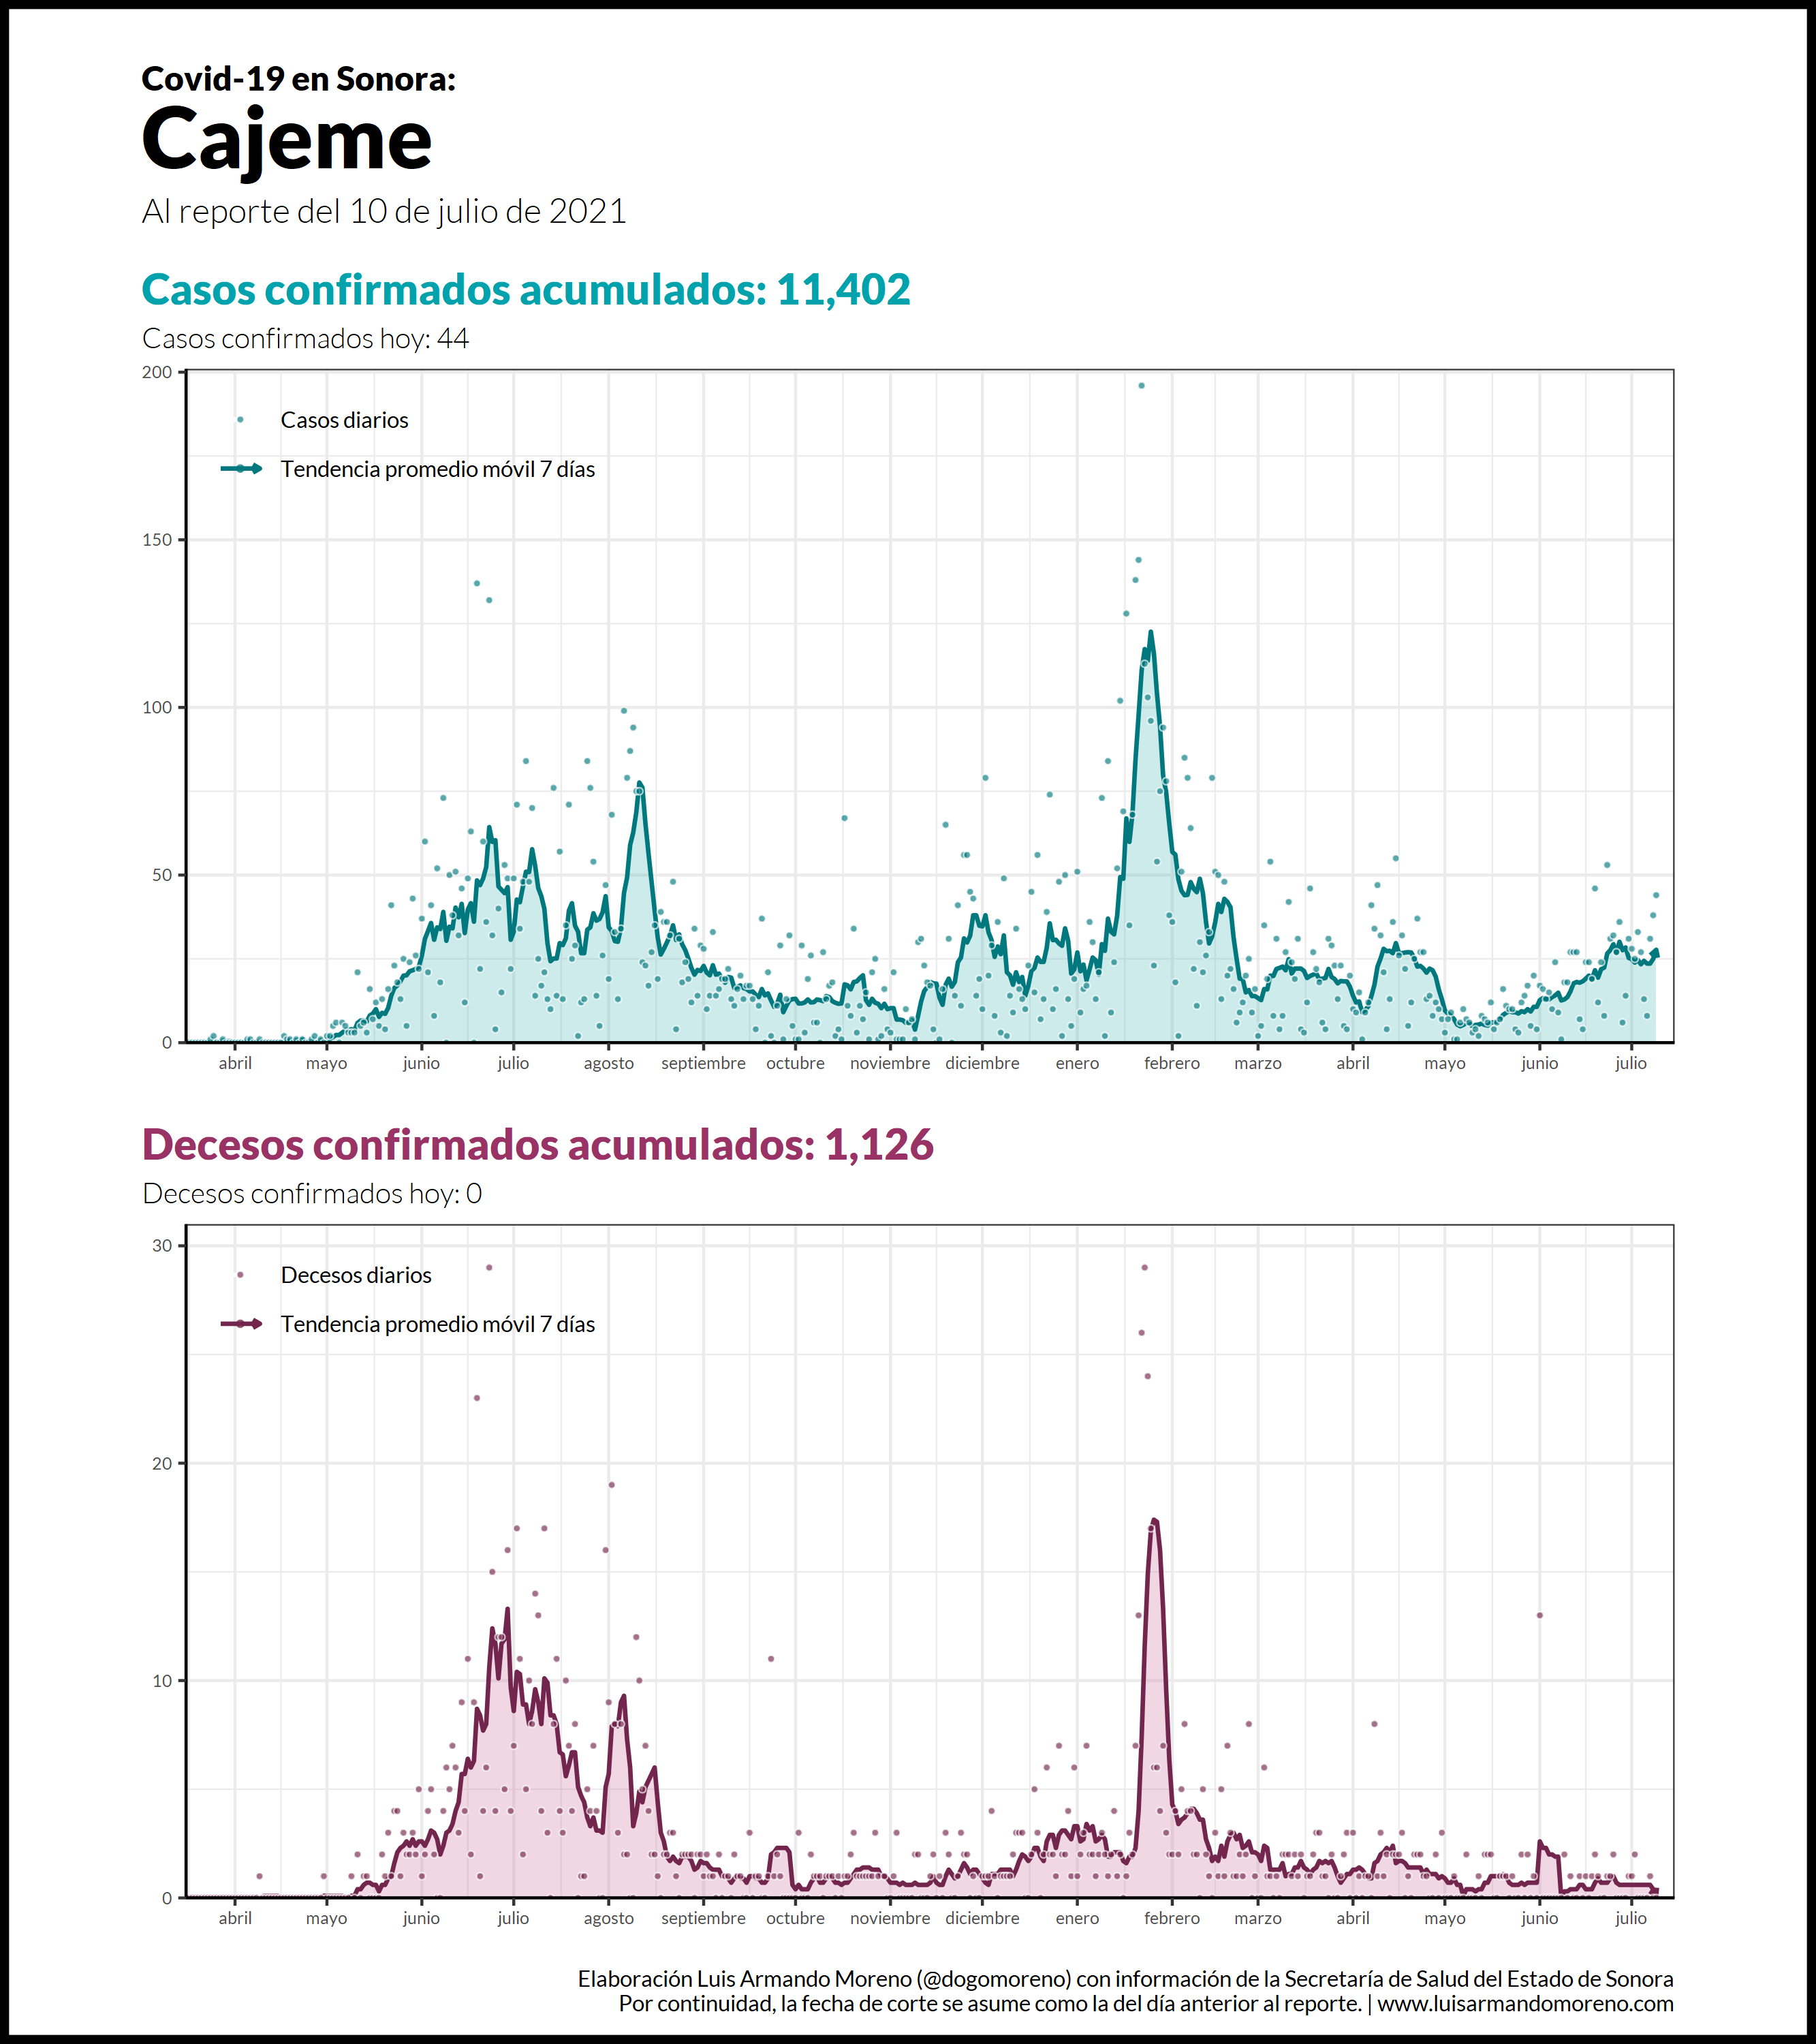 Covid-19 en Sonora:
Cajeme
Al reporte del 10 de julio de 2021
Casos confirmados acumulados: 11,402
Casos confirmados hoy: 44
200
150
100
50
0
Casos diarios
Tendencia promedio móvil 7 días
abril mayo junio julio agosto septiembre octubre noviembre diciembre enero febrero marzo abril mayo junio julio
Decesos confirmados acumulados: 1,126
Decesos confirmados hoy: 0
30
20
10
0
Decesos diarios
Tendencia promedio móvil 7 días
abril mayo junio julio agosto septiembre octubre noviembre diciembre enero febrero marzo abril mayo junio julio
Elaboración Luis Armando Moreno (@dogomoreno) con información de la Secretaría de Salud del Estado de Sonora
Por continuidad, la fecha de corte se asume como la del día anterior al reporte. | www.luisarmandomoreno.com